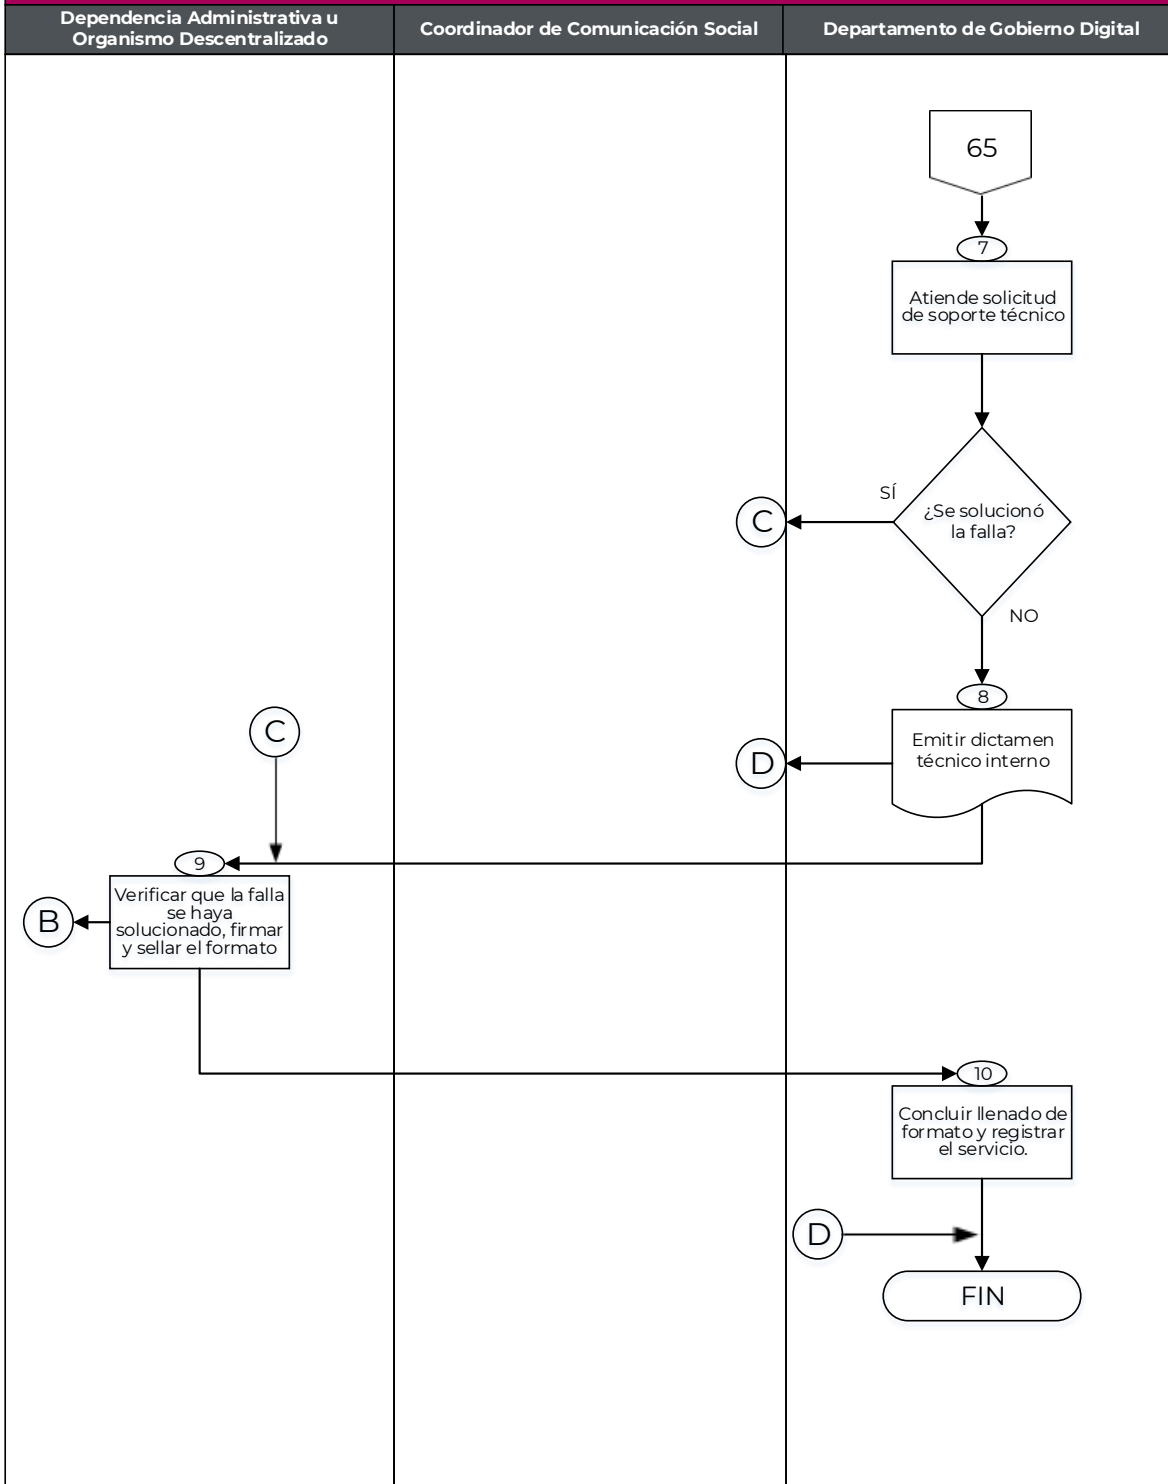 Dependencia Administrativa u
Organismo Descentralizado
Coordinador de Comunicación Social
Departamento de Gobierno Digital
65
7
Atiende solicitud
de soporte técnico
SÍ
¿Se solucionó
la falla?
C
NO
8
Emitir dictamen
técnico interno
C
D
9
Verificar que la falla
se haya
solucionado, firmar
y sellar el formato
B
10
Concluir llenado de
formato y registrar
el servicio.
D
FIN